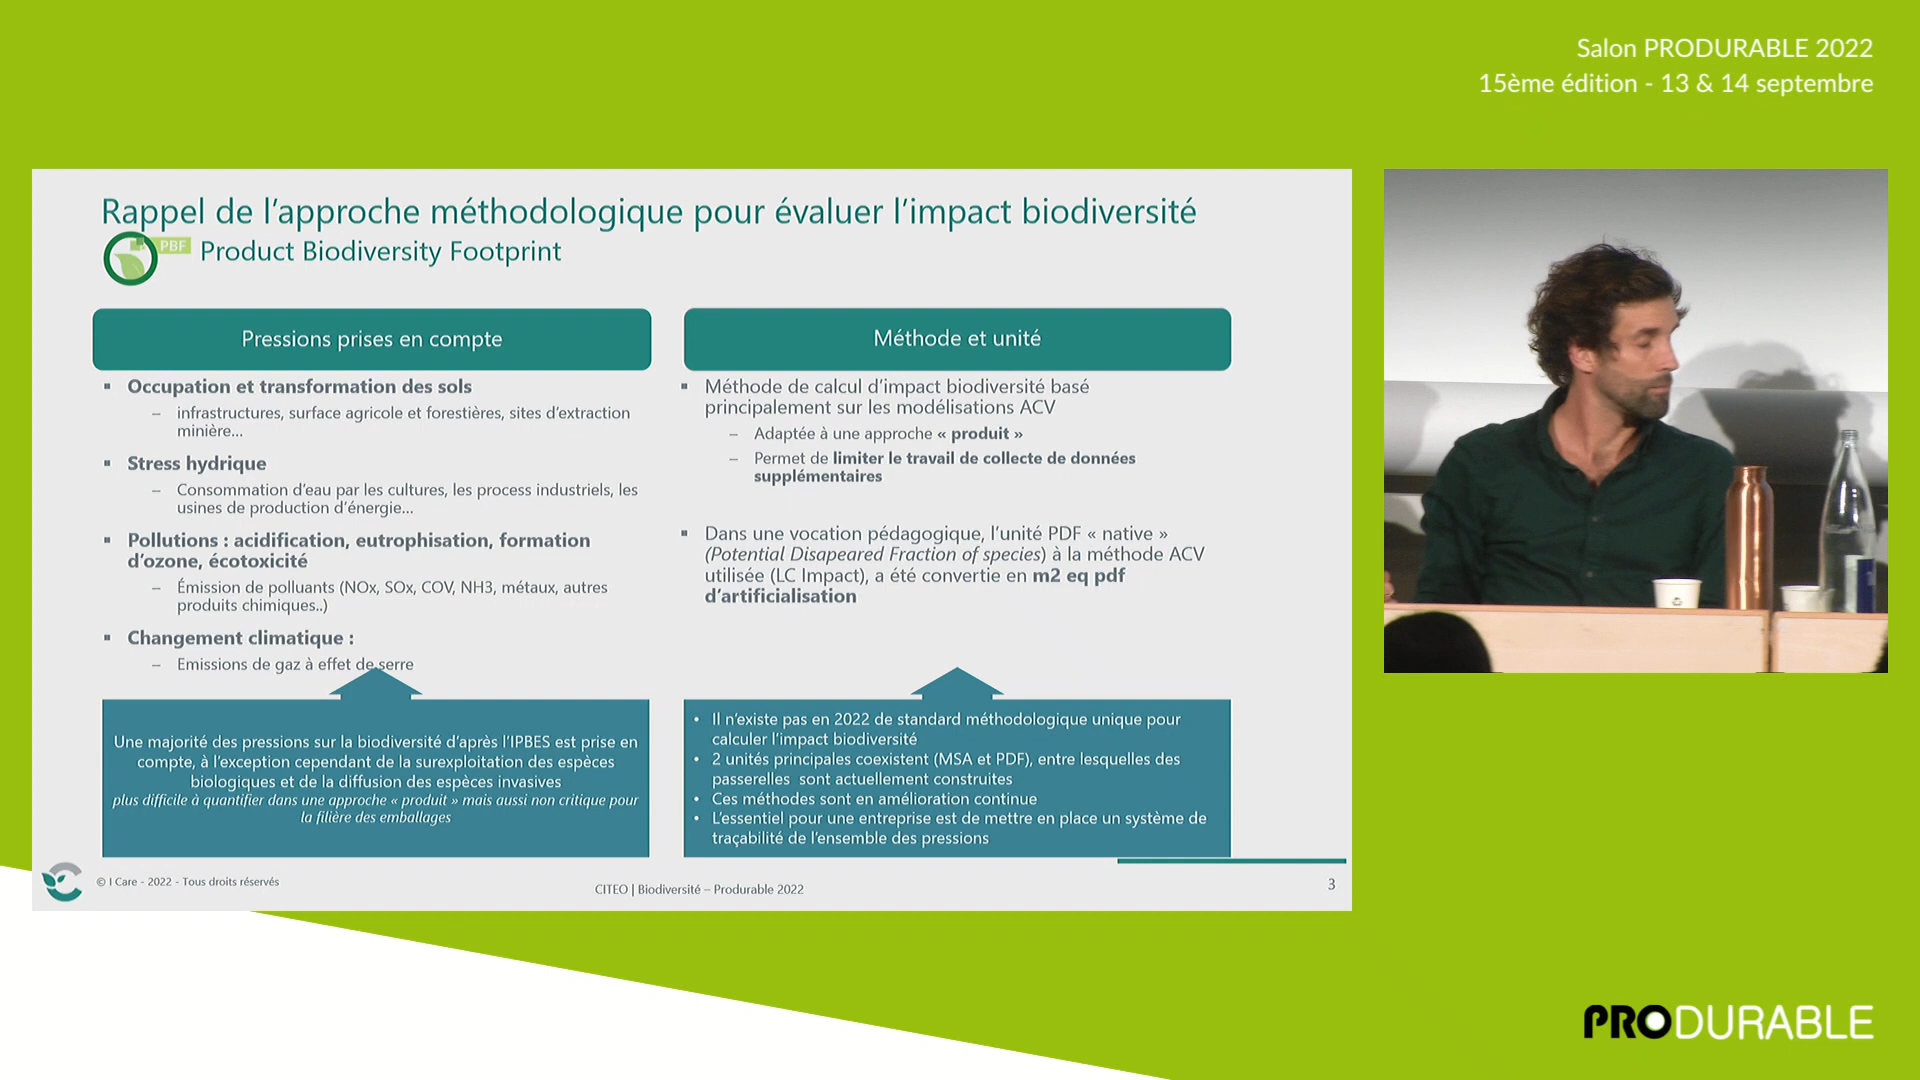 Salon PRODURABLE 2022
15ème édition - 13 & 14 septembre
Rappel de l’approche méthodologique pour évaluer l’impact biodiversité
PBF
Product Biodiversity Footprint
Pressions prises en compte
▪ Occupation et transformation des sols
– infrastructures, surface agricole et forestières, sites d’extraction
minière...
▪ Stress hydrique
– Consommation d’eau par les cultures, les process industriels, les
usines de production d’énergie...
▪ Pollutions : acidification, eutrophisation, formation
d’ozone, écotoxicité
– Émission de polluants (NOx, SOx, COV, NH3, métaux, autres
produits chimiques..)
▪ Changement climatique :
– Emissions de gaz à effet de serre
Une majorité des pressions sur la biodiversité d’après l’IPBES est prise en
compte, à l’exception cependant de la surexploitation des espèces
biologiques et de la diffusion des espèces invasives
plus difficile à quantifier dans une approche « produit » mais aussi non critique pour
la filière des emballages
Méthode et unité
▪ Méthode de calcul d’impact biodiversité basé
principalement sur les modélisations ACV
– Adaptée à une approche « produit »
– Permet de limiter le travail de collecte de données
supplémentaires
▪ Dans une vocation pédagogique, l’unité PDF « native »
(Potential Disapeared Fraction of species) à la méthode ACV
utilisée (LC Impact), a été convertie en m2 eq pdf
d’artificialisation
• Il n’existe pas en 2022 de standard méthodologique unique pour
calculer l’impact biodiversité
• 2 unités principales coexistent (MSA et PDF), entre lesquelles des
passerelles sont actuellement construites
• Ces méthodes sont en amélioration continue
• L’essentiel pour une entreprise est de mettre en place un système de
traçabilité de l’ensemble des pressions
© I Care - 2022 - Tous droits réservés
CITEO | Biodiversité – Produrable 2022
3
PRODURABLE